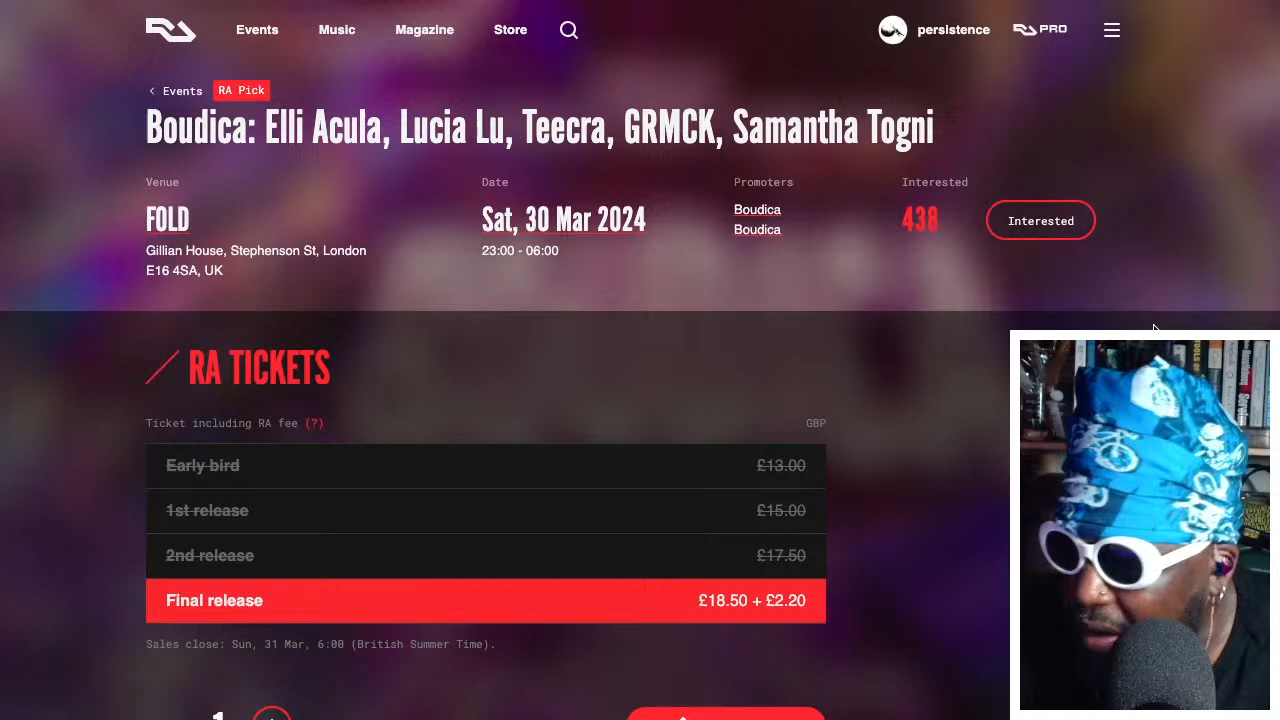 Events Music Magazine Store persistence PRO
Events RA Pick
Boudica: Elli Acula, Lucia Lu, Teecra, GRMCK, Samantha Togni
Venue Date Promoters Interested
FOLD Sat, 30 Mar 2024 Boudica 438 Interested
Boudica
Gillian House, Stephenson St, London 23:00 - 06:00
E16 4SA, UK
RA TICKETS
Ticket including RA fee (?) GBP
Early bird £13.00
1st release £15.00
2nd release £17.50
Final release £18.50 + £2.20
Sales close: Sun, 31 Mar, 6:00 (British Summer Time).
1